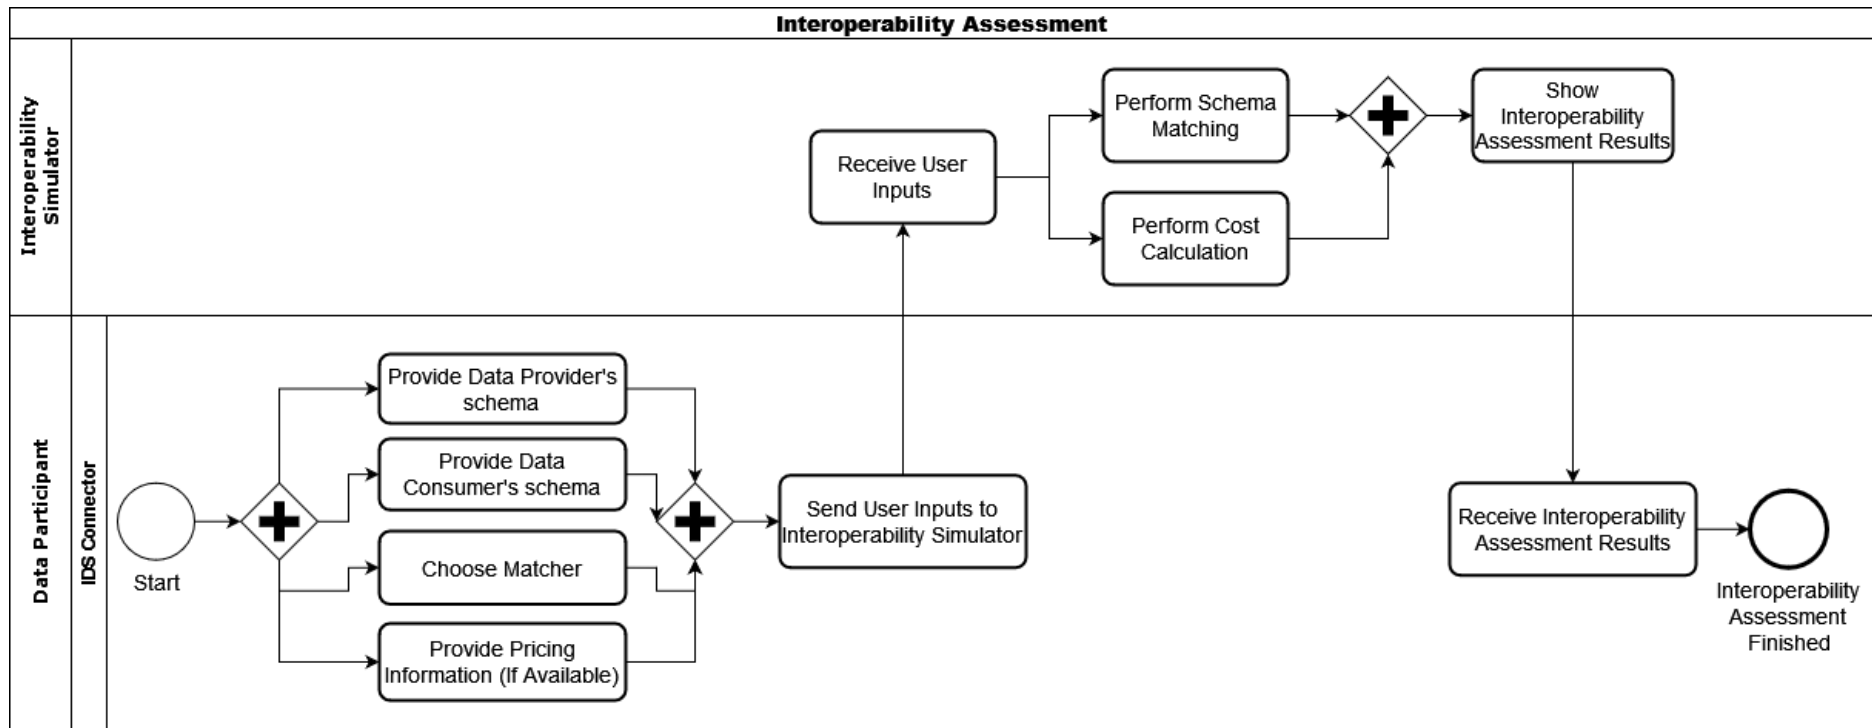 Interoperability Assessment
Interoperability
Simulator
Perform Schema
Matching
Show
Interoperability
Assessment Results
Receive User
Inputs
Perform Cost
Calculation
Data Participant
IDS Connector
Start
Provide Data Provider's
schema
Provide Data
Consumer's schema
Choose Matcher
Provide Pricing
Information (If Available)
Send User Inputs to
Interoperability Simulator
Receive Interoperability
Assessment Results
Interoperability
Assessment
Finished